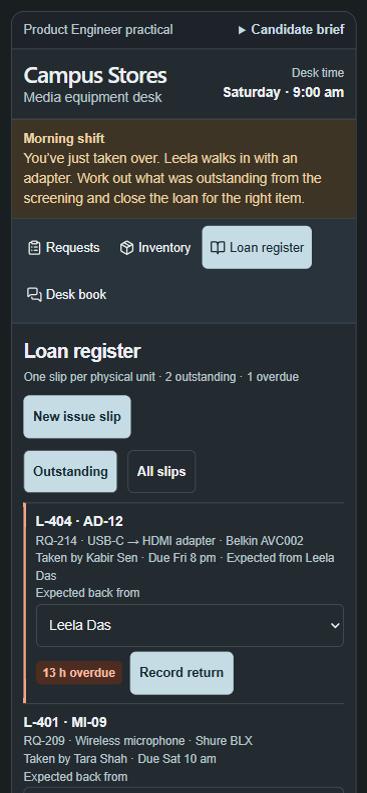 Product Engineer practical
▶ Candidate brief
Campus Stores
Media equipment desk
Desk time
Saturday · 9:00 am
Morning shift
You've just taken over. Leela walks in with an
adapter. Work out what was outstanding from the
screening and close the loan for the right item.
Requests
Inventory
Loan register
Desk book
Loan register
One slip per physical unit · 2 outstanding · 1 overdue
New issue slip
Outstanding
All slips
L-404 · AD-12
RQ-214 · USB-C → HDMI adapter · Belkin AVC002
Taken by Kabir Sen · Due Fri 8 pm · Expected from Leela
Das
Expected back from
Leela Das
13 h overdue
Record return
L-401 · MI-09
RQ-209 · Wireless microphone · Shure BLX
Taken by Tara Shah · Due Sat 10 am
Expected back from